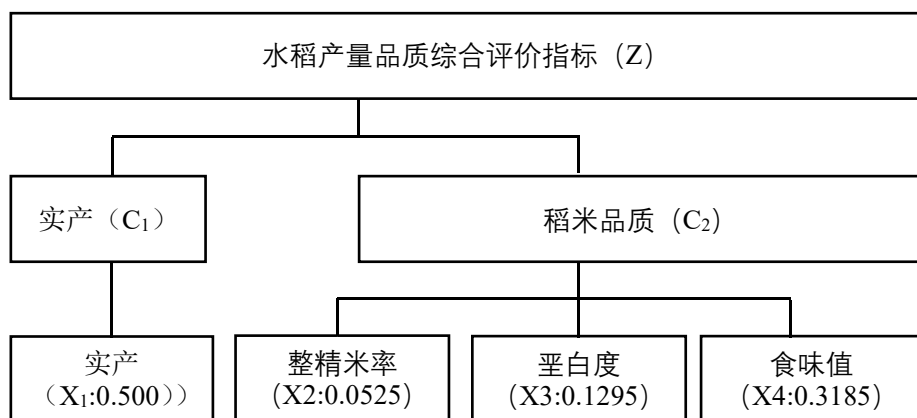 水稻产量品质综合评价指标（Z）
实产（C₁）
稻米品质（C₂）
实产
（X₁:0.500））
整精米率
（X2:0.0525）
垩白度
（X3:0.1295）
食味值
（X4:0.3185）